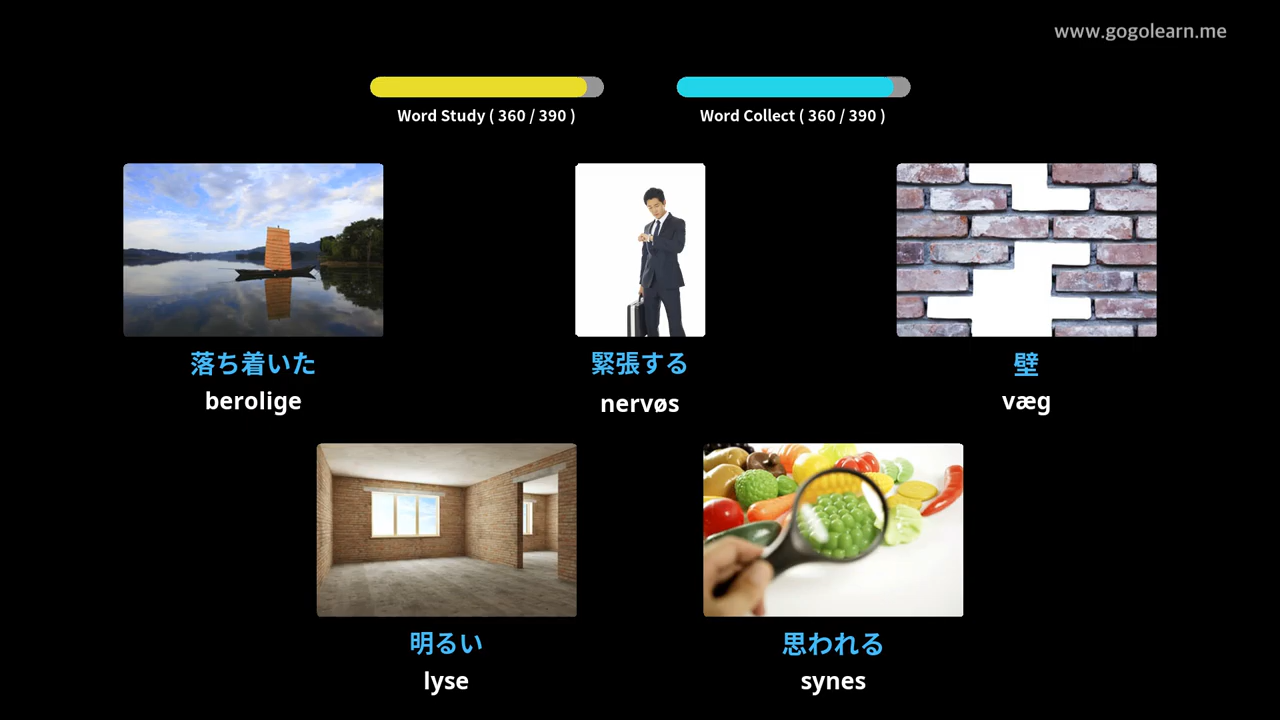 www.gogolearn.me
Word Study ( 360 / 390 )
Word Collect ( 360 / 390 )
落ち着いた
berolige
緊張する
nervøs
壁
væg
明るい
lyse
思われる
synes